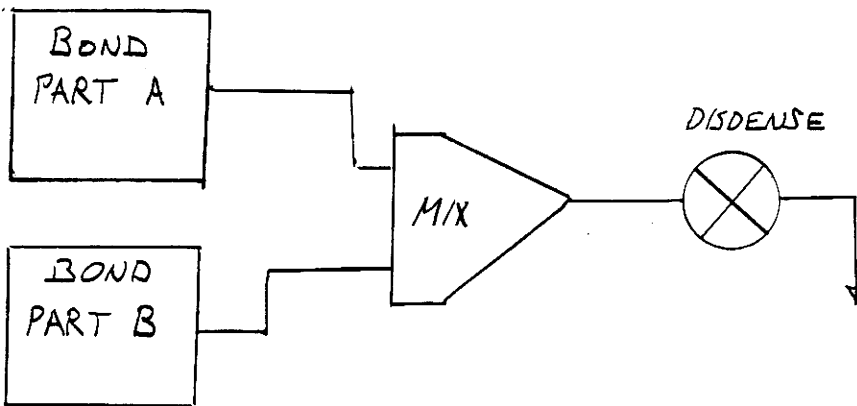 BOND
PART A
DISDENSE
MIX
BOND
PART B